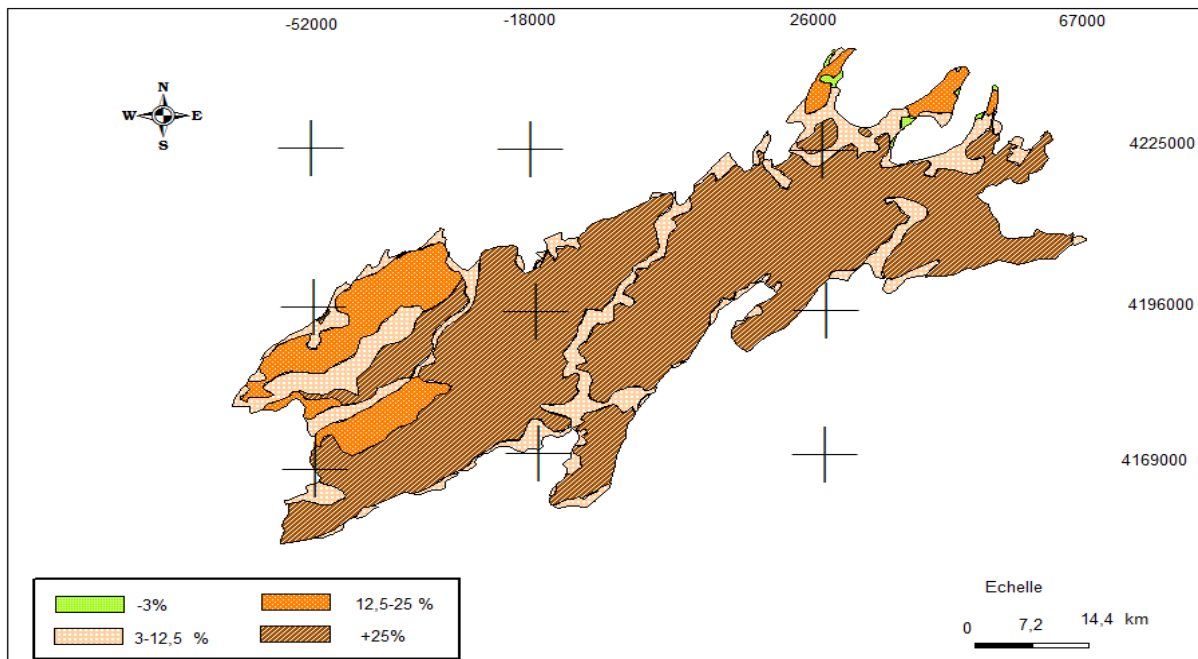 -52000 -18000 26000 67000
N
W E
S
4225000
4196000
4169000
-3% 12,5-25 %
3-12,5 % +25%
Echelle
0 7,2 14,4 km